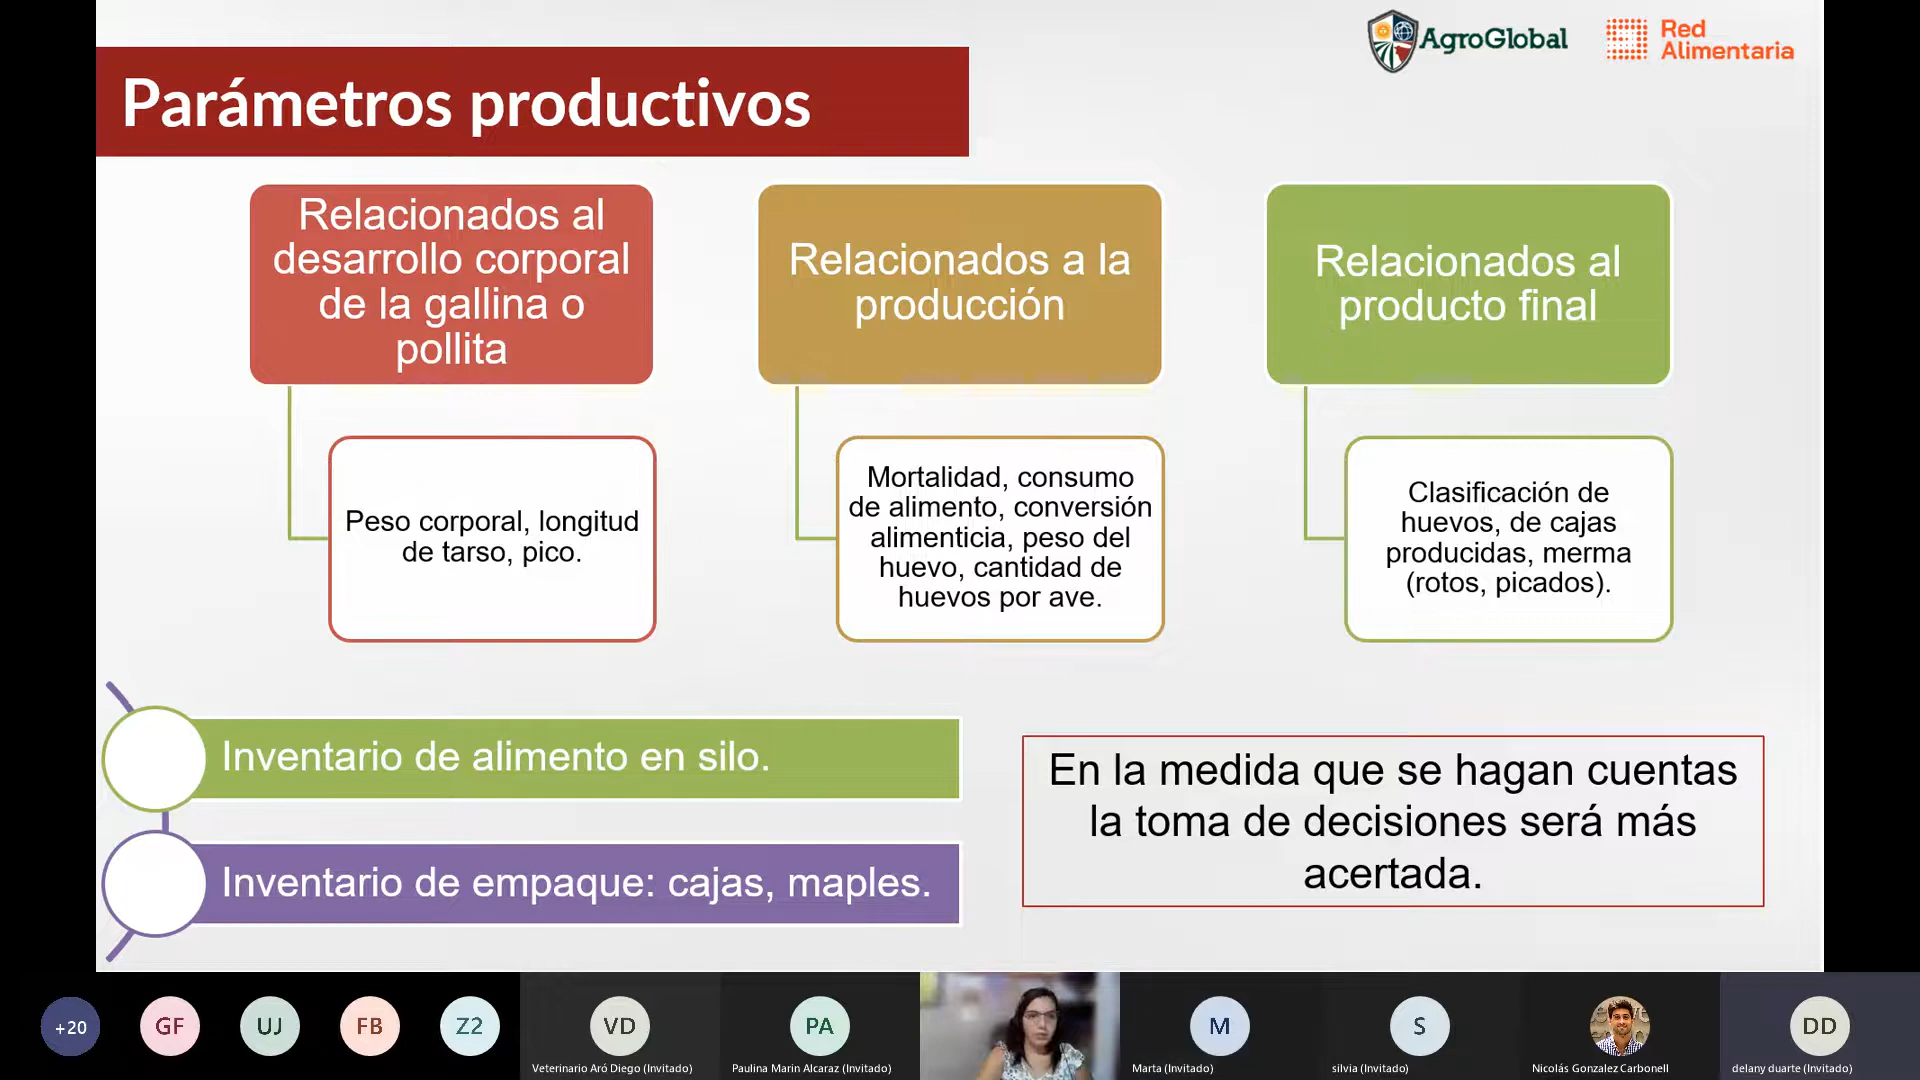 AgroGlobal
Red
Alimentaria
Parámetros productivos
Relacionados al
desarrollo corporal
de la gallina o
pollita
Relacionados a la
producción
Relacionados al
producto final
Peso corporal, longitud
de tarso, pico.
Mortalidad, consumo
de alimento, conversión
alimenticia, peso del
huevo, cantidad de
huevos por ave.
Clasificación de
huevos, de cajas
producidas, merma
(rotos, picados).
Inventario de alimento en silo.
Inventario de empaque: cajas, maples.
En la medida que se hagan cuentas
la toma de decisiones será más
acertada.
+20
GF
UJ
FB
Z2
VD
PA
M
S
DD
Veterinario Aró Diego (Invitado)
Paulina Marin Alcaraz (Invitado)
Marta (Invitado)
silvia (Invitado)
Nicolás Gonzalez Carbonell
delany duarte (Invitado)